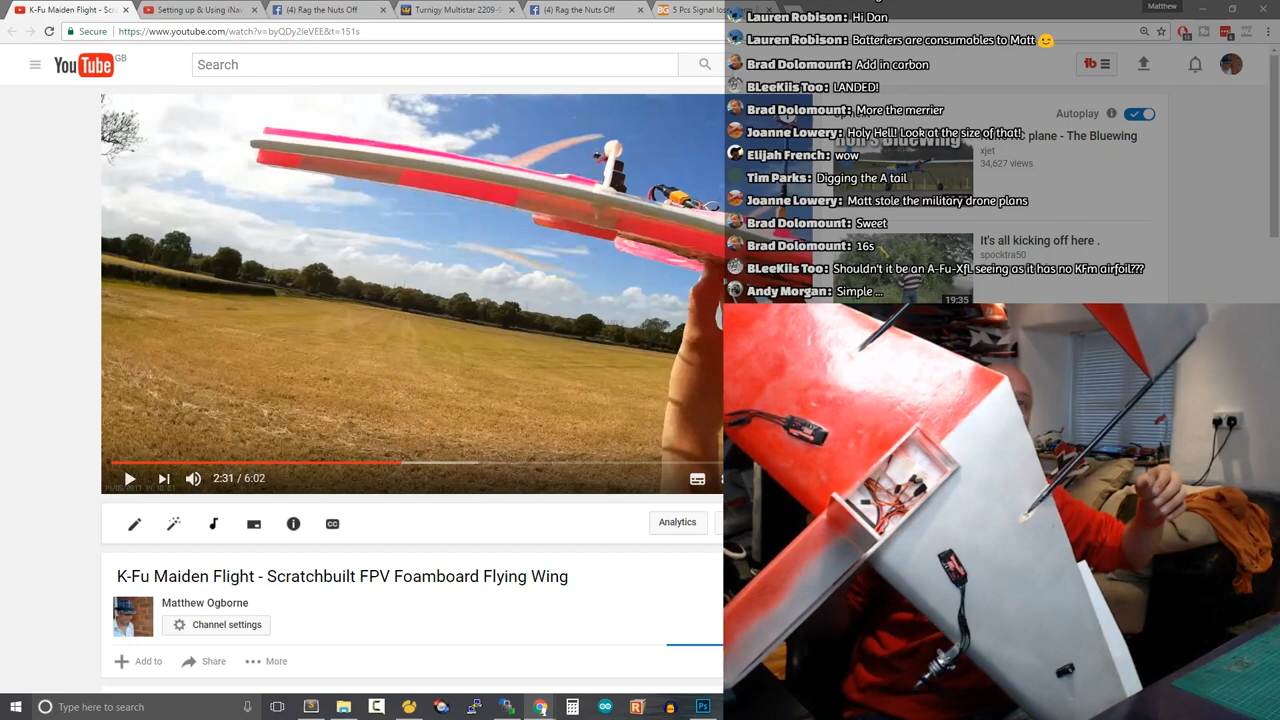 K-Fu Maiden Flight - Scra
Setting up & Using iNav
(4) Rag the Nuts Off
Turnigy Multistar 2209-9
(4) Rag the Nuts Off
5 Pcs Signal los
Matthew
Secure
https://www.youtube.com/watch?v=byQDy2leVEE&t=151s
YouTube GB
Search
Lauren Robison: Hi Dan
Lauren Robison: Batteriers are consumables to Matt
Brad Dolomount: Add in carbon
BLeeKiis Too: LANDED!
Brad Dolomount: More the merrier
Joanne Lowery: Holy Hell! Look at the size of that!
Elijah French: wow
Tim Parks: Digging the A tail
Joanne Lowery: Matt stole the military drone plans
Brad Dolomount: Sweet
Brad Dolomount: 16s
BLeeKiis Too: Shouldn't it be an A-Fu-XfL seeing as it has no KFm airfoil???
Andy Morgan: Simple ...
Autoplay
C plane - The Bluewing
xjet
34,627 views
It's all kicking off here .
spocktra50
19:35
2:31 / 6:02
Analytics
K-Fu Maiden Flight - Scratchbuilt FPV Foamboard Flying Wing
Matthew Ogborne
Channel settings
Add to
Share
More
Type here to search